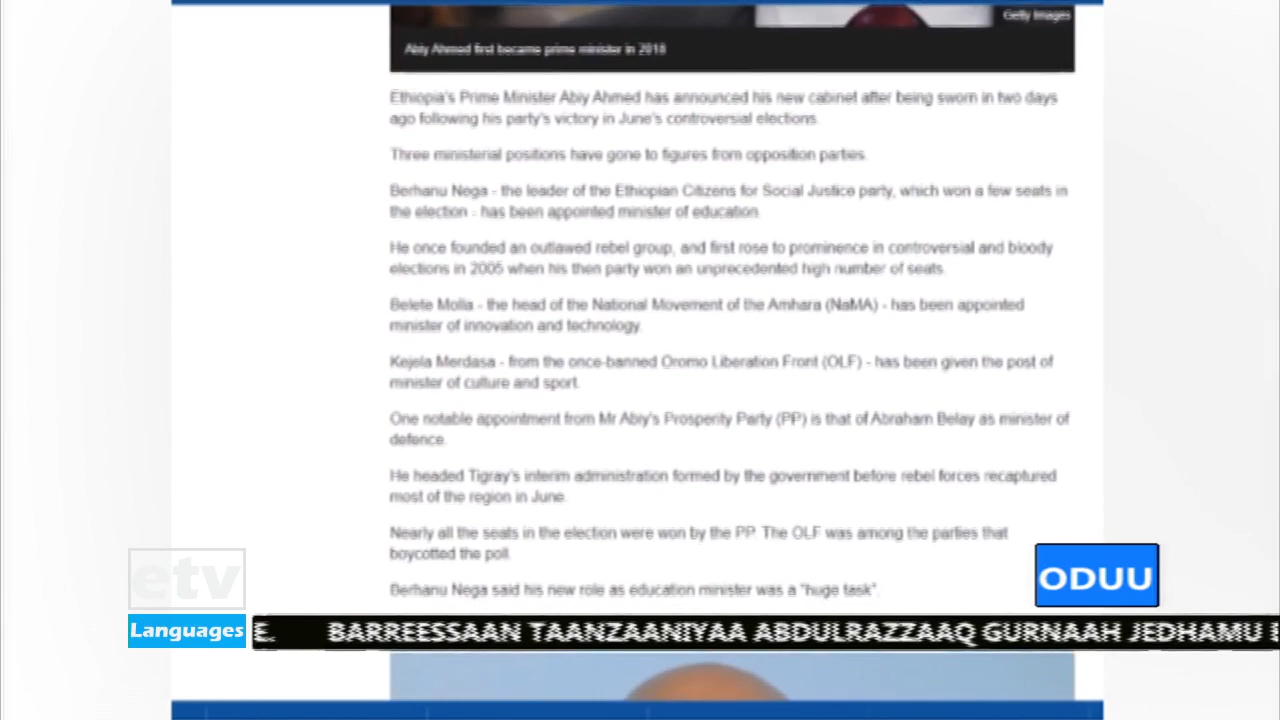 Getty Images
Abiy Ahmed first became prime minister in 2018
Ethiopia's Prime Minister Abiy Ahmed has announced his new cabinet after being sworn in two days
ago following his party's victory in June's controversial elections.
Three ministerial positions have gone to figures from opposition parties.
Berhanu Nega - the leader of the Ethiopian Citizens for Social Justice party, which won a few seats in
the election - has been appointed minister of education.
He once founded an outlawed rebel group, and first rose to prominence in controversial and bloody
elections in 2005 when his then party won an unprecedented high number of seats.
Belete Molla - the head of the National Movement of the Amhara (NaMA) - has been appointed
minister of innovation and technology.
Kejela Merdasa - from the once-banned Oromo Liberation Front (OLF) - has been given the post of
minister of culture and sport.
One notable appointment from Mr Abiy's Prosperity Party (PP) is that of Abraham Belay as minister of
defence.
He headed Tigray's interim administration formed by the government before rebel forces recaptured
most of the region in June.
Nearly all the seats in the election were won by the PP. The OLF was among the parties that
boycotted the poll.
Berhanu Nega said his new role as education minister was a "huge task".
etv
Languages
ODUU
E. BARREESSAAN TAANZAANIYAA ABDULRAZZAAQ GURNAAH JEDHAMU